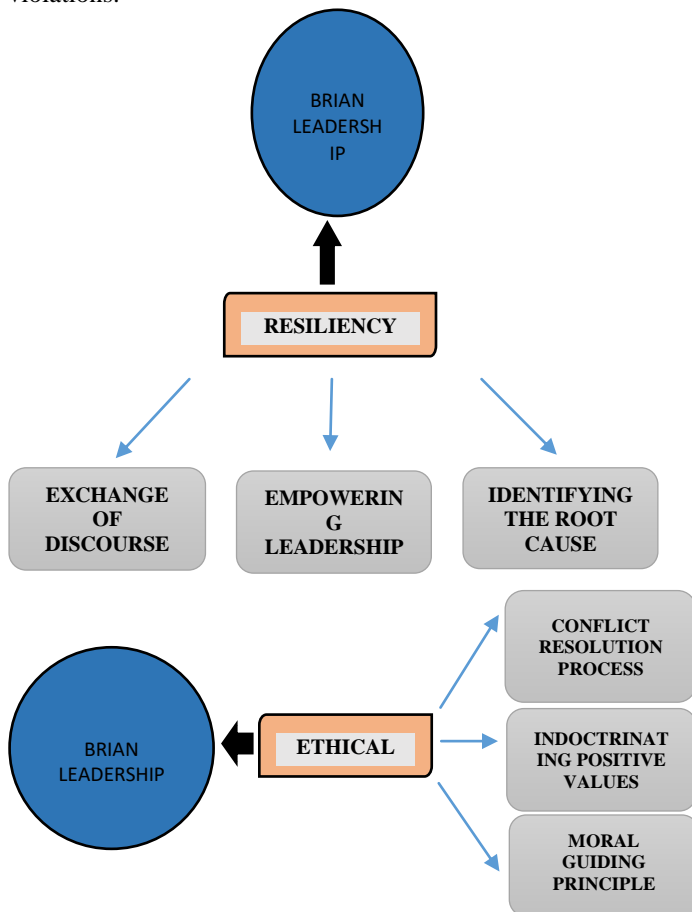 violations.
BRIAN
LEADERSH
IP
RESILIENCY
EXCHANGE
OF
DISCOURSE
EMPOWERIN
G
LEADERSHIP
IDENTIFYING
THE ROOT
CAUSE
CONFLICT
RESOLUTION
PROCESS
BRIAN
LEADERSHIP
ETHICAL
INDOCTRINAT
ING POSITIVE
VALUES
MORAL
GUIDING
PRINCIPLE